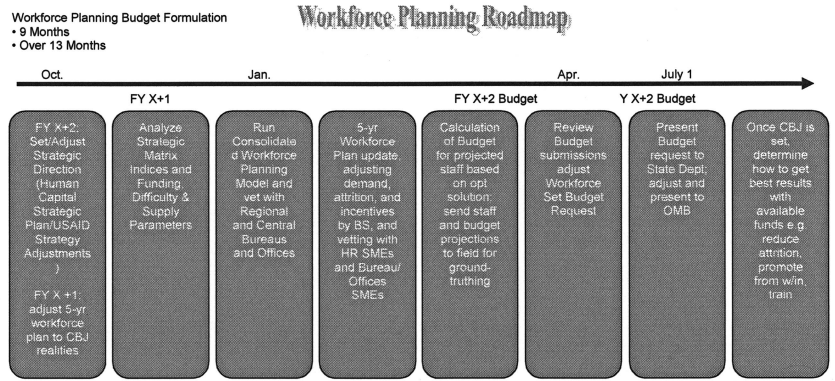 Workforce Planning Budget Formulation
• 9 Months
• Over 13 Months
Workforce Planning Roadmap
Oct.
Jan.
Apr.
July 1
FY X+1
FY X+2 Budget
Y X+2 Budget
FY X+2:
Set/Adjust
Strategic
Direction
(Human
Capital
Strategic
Plan/USAID
Strategy
Adjustments
)
FY X +1:
adjust 5-yr
workforce
plan to CBJ
realities
Analyze
Strategic
Matrix
Indices and
Funding,
Difficulty &
Supply
Parameters
Run
Consolidate
d Workforce
Planning
Model and
vet with
Regional
and Central
Bureaus
and Offices
5-yr
Workforce
Plan update,
adjusting
demand,
attrition, and
incentives
by BS, and
vetting with
HR SMEs
and Bureau/
Offices
SMEs
Calculation
of Budget
for projected
staff based
on opt
solution;
send staff
and budget
projections
to field for
ground-
truthing
Review
Budget
submissions
adjust
Workforce
Set Budget
Request
Present
Budget
request to
State Dept;
adjust and
present to
OMB
Once CBJ is
set,
determine
how to get
best results
with
available
funds e.g.
reduce
attrition,
promote
from w/in,
train